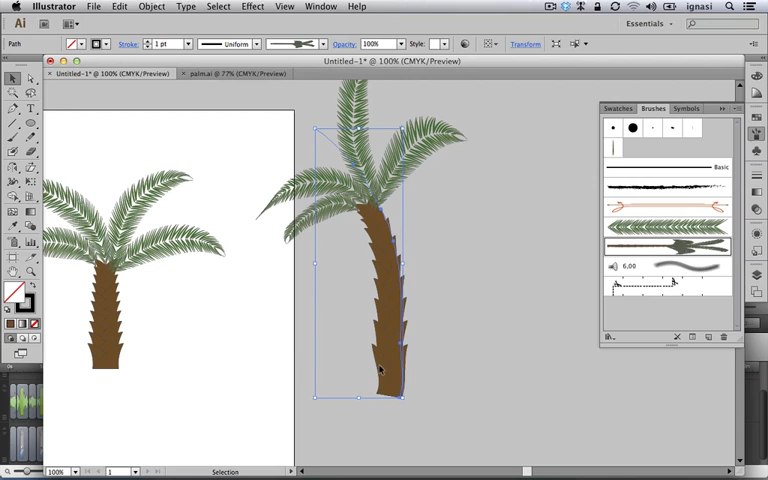 Illustrator File Edit Object Type Select Effect View Window Help ignasi
Ai Br Essentials
Path Stroke: 1 pt Uniform Opacity: 100% Style: Transform
Untitled-1* @ 100% (CMYK/Preview)
Untitled-1* @ 100% (CMYK/Preview) palm.ai @ 77% (CMYK/Preview)
Swatches Brushes Symbols
Basic
6,00
100% 1 Selection